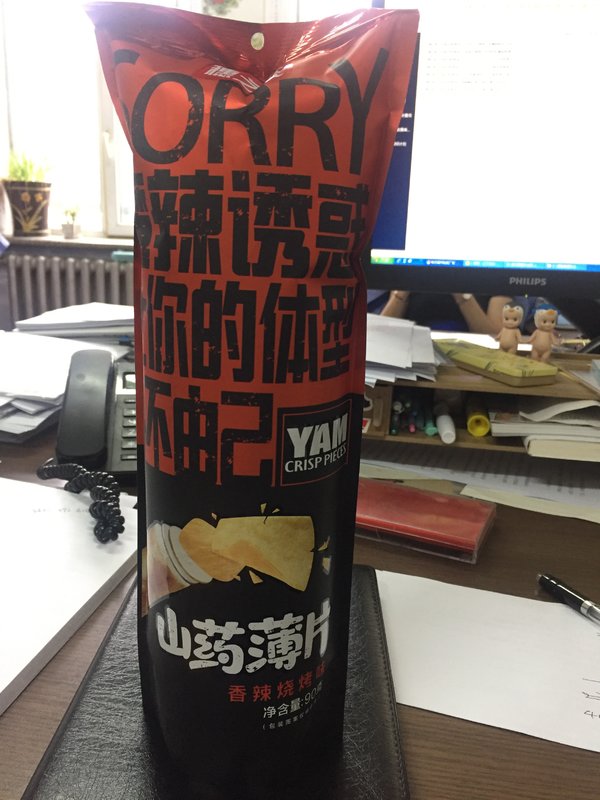 SORRY
辣诱惑
你的体型
不由己
YAM
CRISP PIECES
山药薄片
香辣烧烤味
净含量:90克
PHILIPS